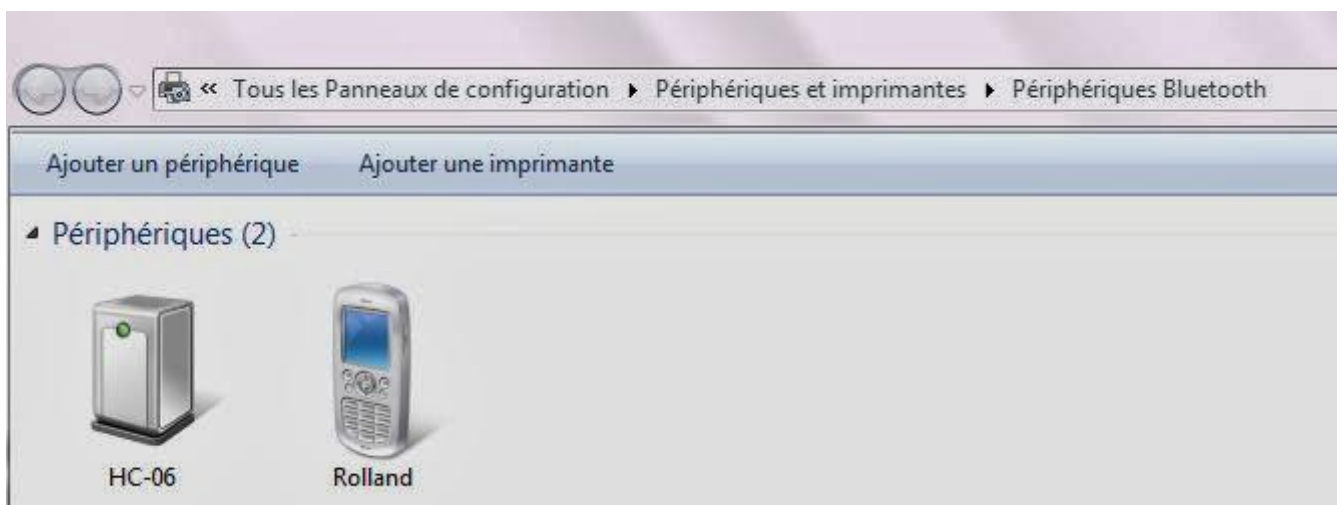 « Tous les Panneaux de configuration ▸ Périphériques et imprimantes ▸ Périphériques Bluetooth
Ajouter un périphérique Ajouter une imprimante
Périphériques (2)
HC-06 Rolland